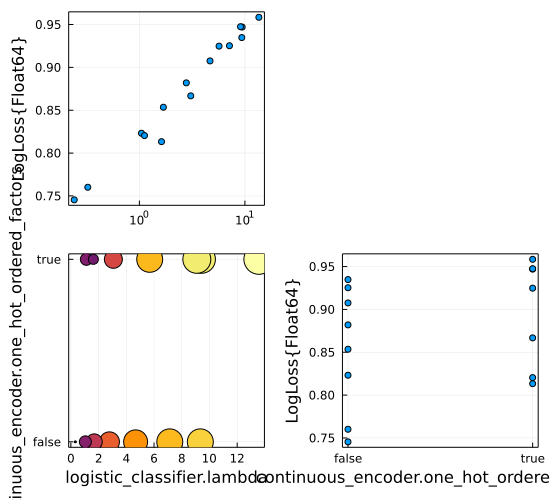 LogLoss{Float64}
0.95
0.90
0.85
0.80
0.75
10⁰
10¹
inuous_encoder.one_hot_ordered_factors
true
false
0 2 4 6 8 10 12
logistic_classifier.lambda
LogLoss{Float64}
0.95
0.90
0.85
0.80
0.75
false true
continuous_encoder.one_hot_ordere